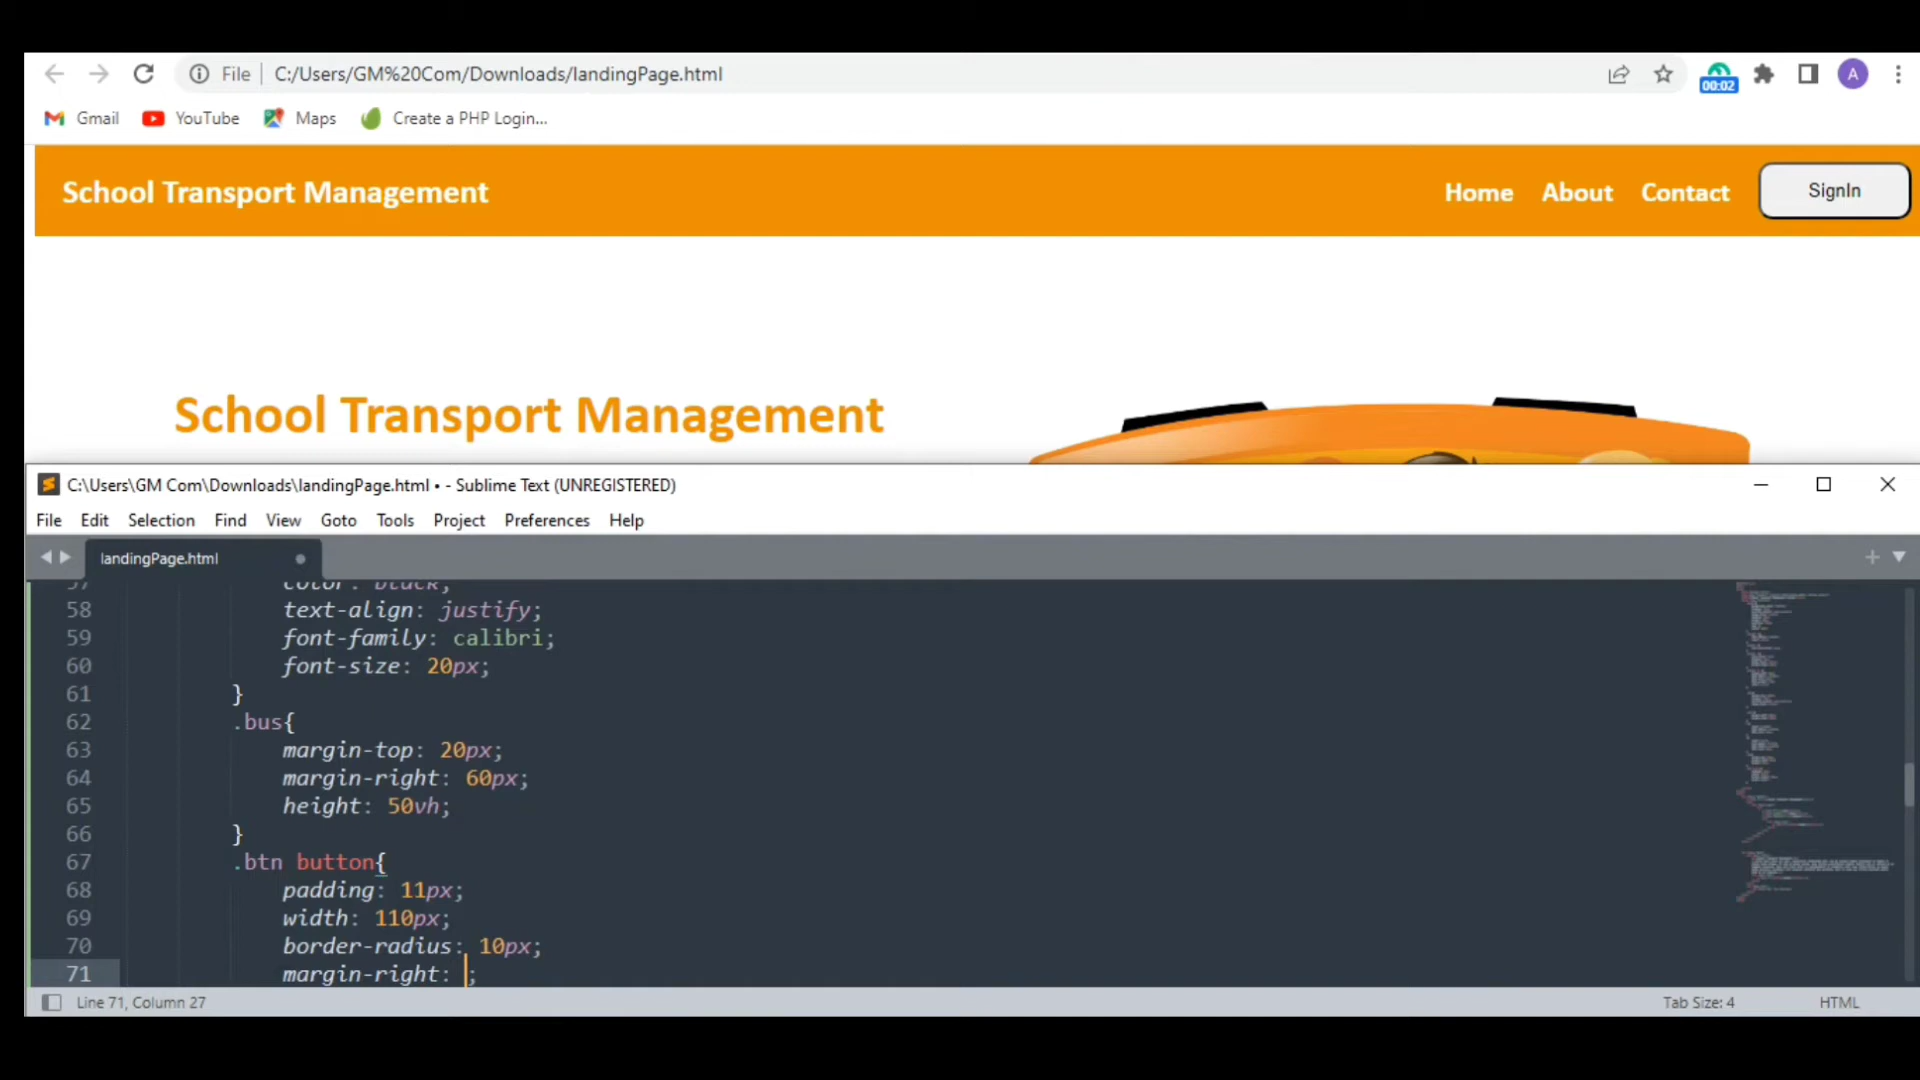 File | C:/Users/GM%20Com/Downloads/landingPage.html
00:02
A
Gmail YouTube Maps Create a PHP Login...
School Transport Management Home About Contact SignIn
School Transport Management
C:\Users\GM Com\Downloads\landingPage.html • - Sublime Text (UNREGISTERED)
File Edit Selection Find View Goto Tools Project Preferences Help
landingPage.html
57 color: black;
58 text-align: justify;
59 font-family: calibri;
60 font-size: 20px;
61 }
62 .bus{
63 margin-top: 20px;
64 margin-right: 60px;
65 height: 50vh;
66 }
67 .btn button{
68 padding: 11px;
69 width: 110px;
70 border-radius: 10px;
71 margin-right: ;
Line 71, Column 27 Tab Size: 4 HTML